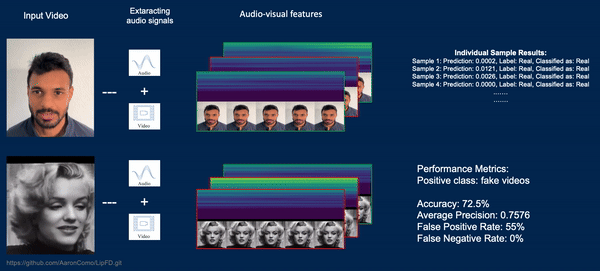 Input Video
Extaracting
audio signals
Audio-visual features
Audio
+
Video
Individual Sample Results:
Sample 1: Prediction: 0.0002, Label: Real, Classified as: Real
Sample 2: Prediction: 0.0121, Label: Real, Classified as: Real
Sample 3: Prediction: 0.0026, Label: Real, Classified as: Real
Sample 4: Prediction: 0.0000, Label: Real, Classified as: Real
.......
.......
Audio
+
Video
Performance Metrics:
Positive class: fake videos
Accuracy: 72.5%
Average Precision: 0.7576
False Positive Rate: 55%
False Negative Rate: 0%
https://github.com/AaronComo/LipFD.git